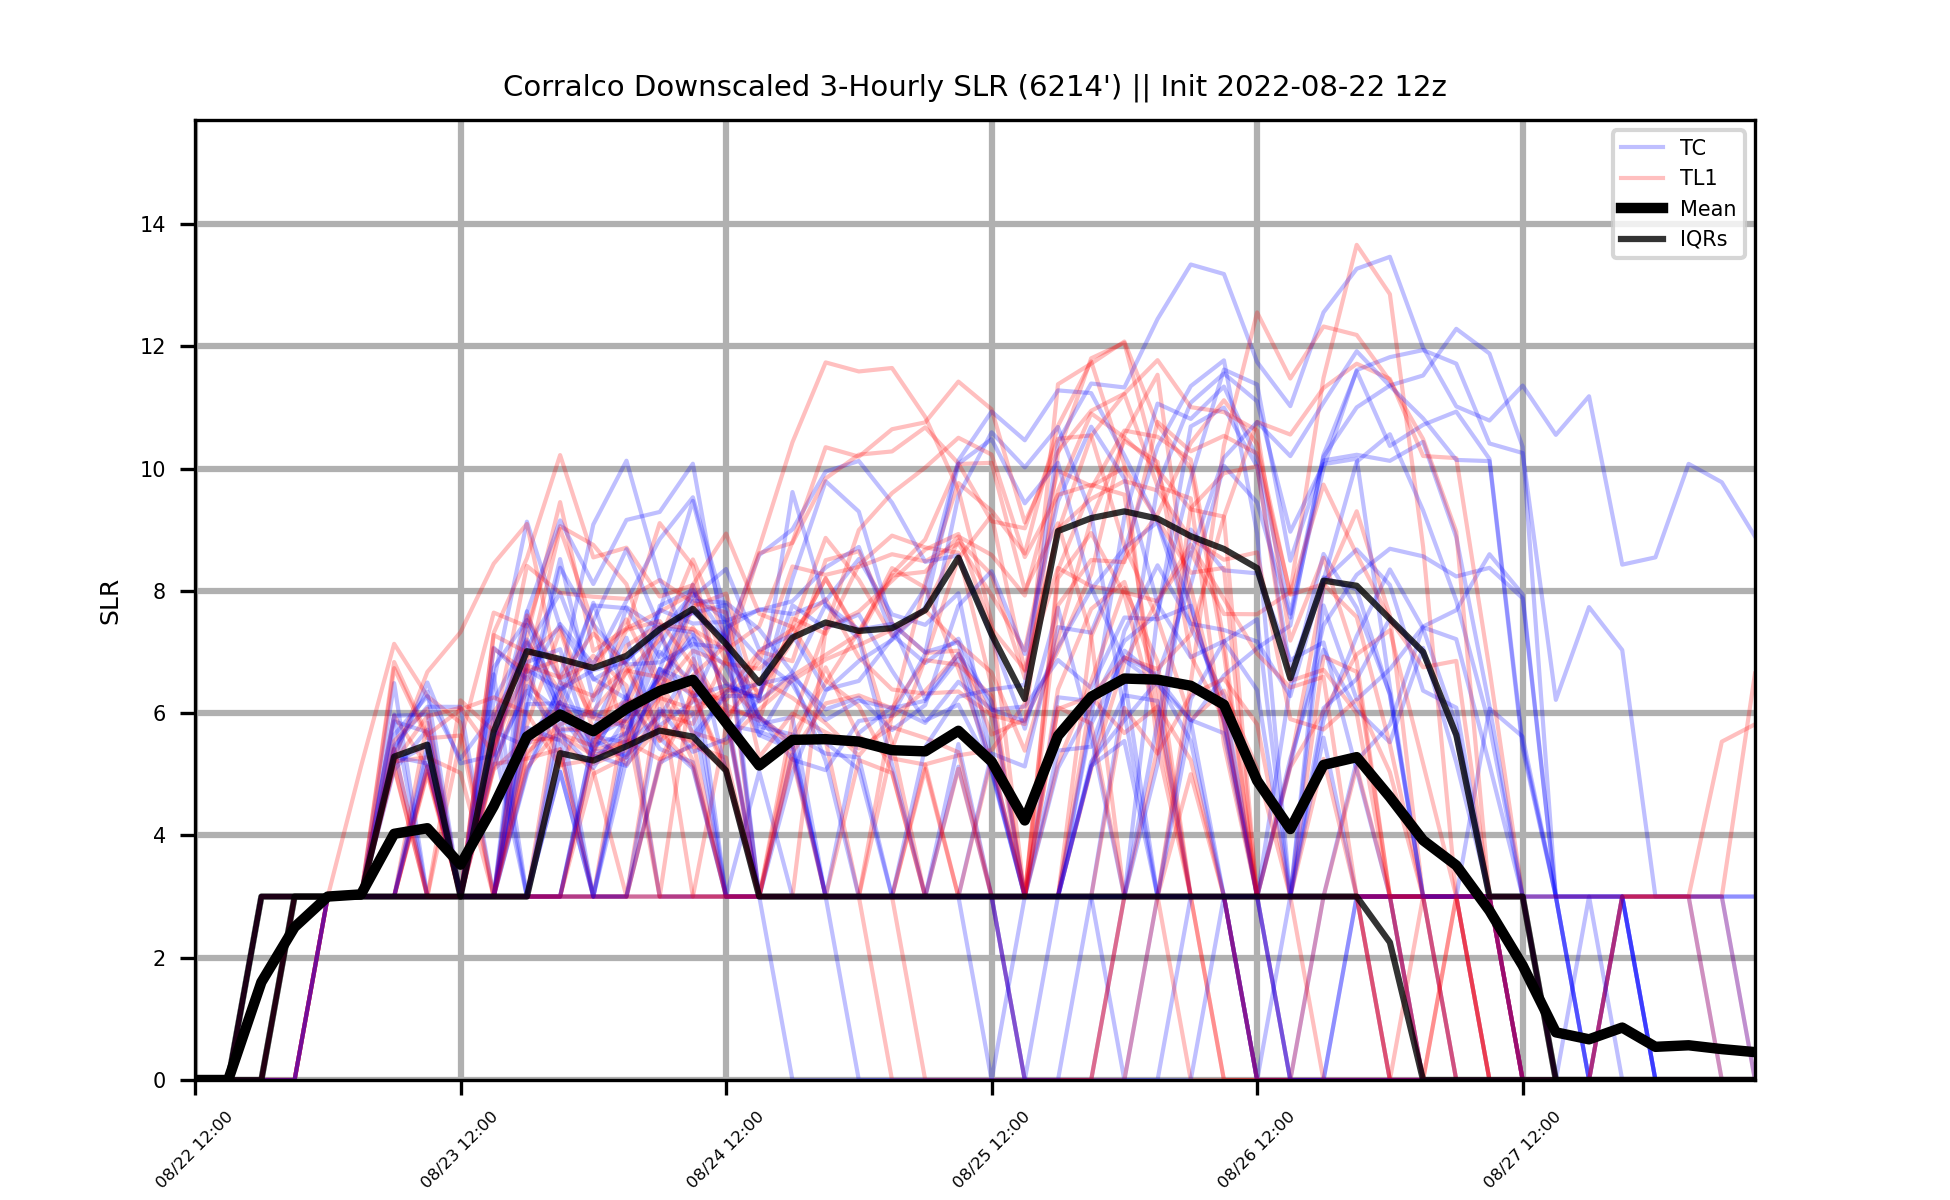 Corralco Downscaled 3-Hourly SLR (6214') || Init 2022-08-22 12z
TC
TL1
Mean
IQRs
SLR
14
12
10
8
6
4
2
0
08/22 12:00
08/23 12:00
08/24 12:00
08/25 12:00
08/26 12:00
08/27 12:00